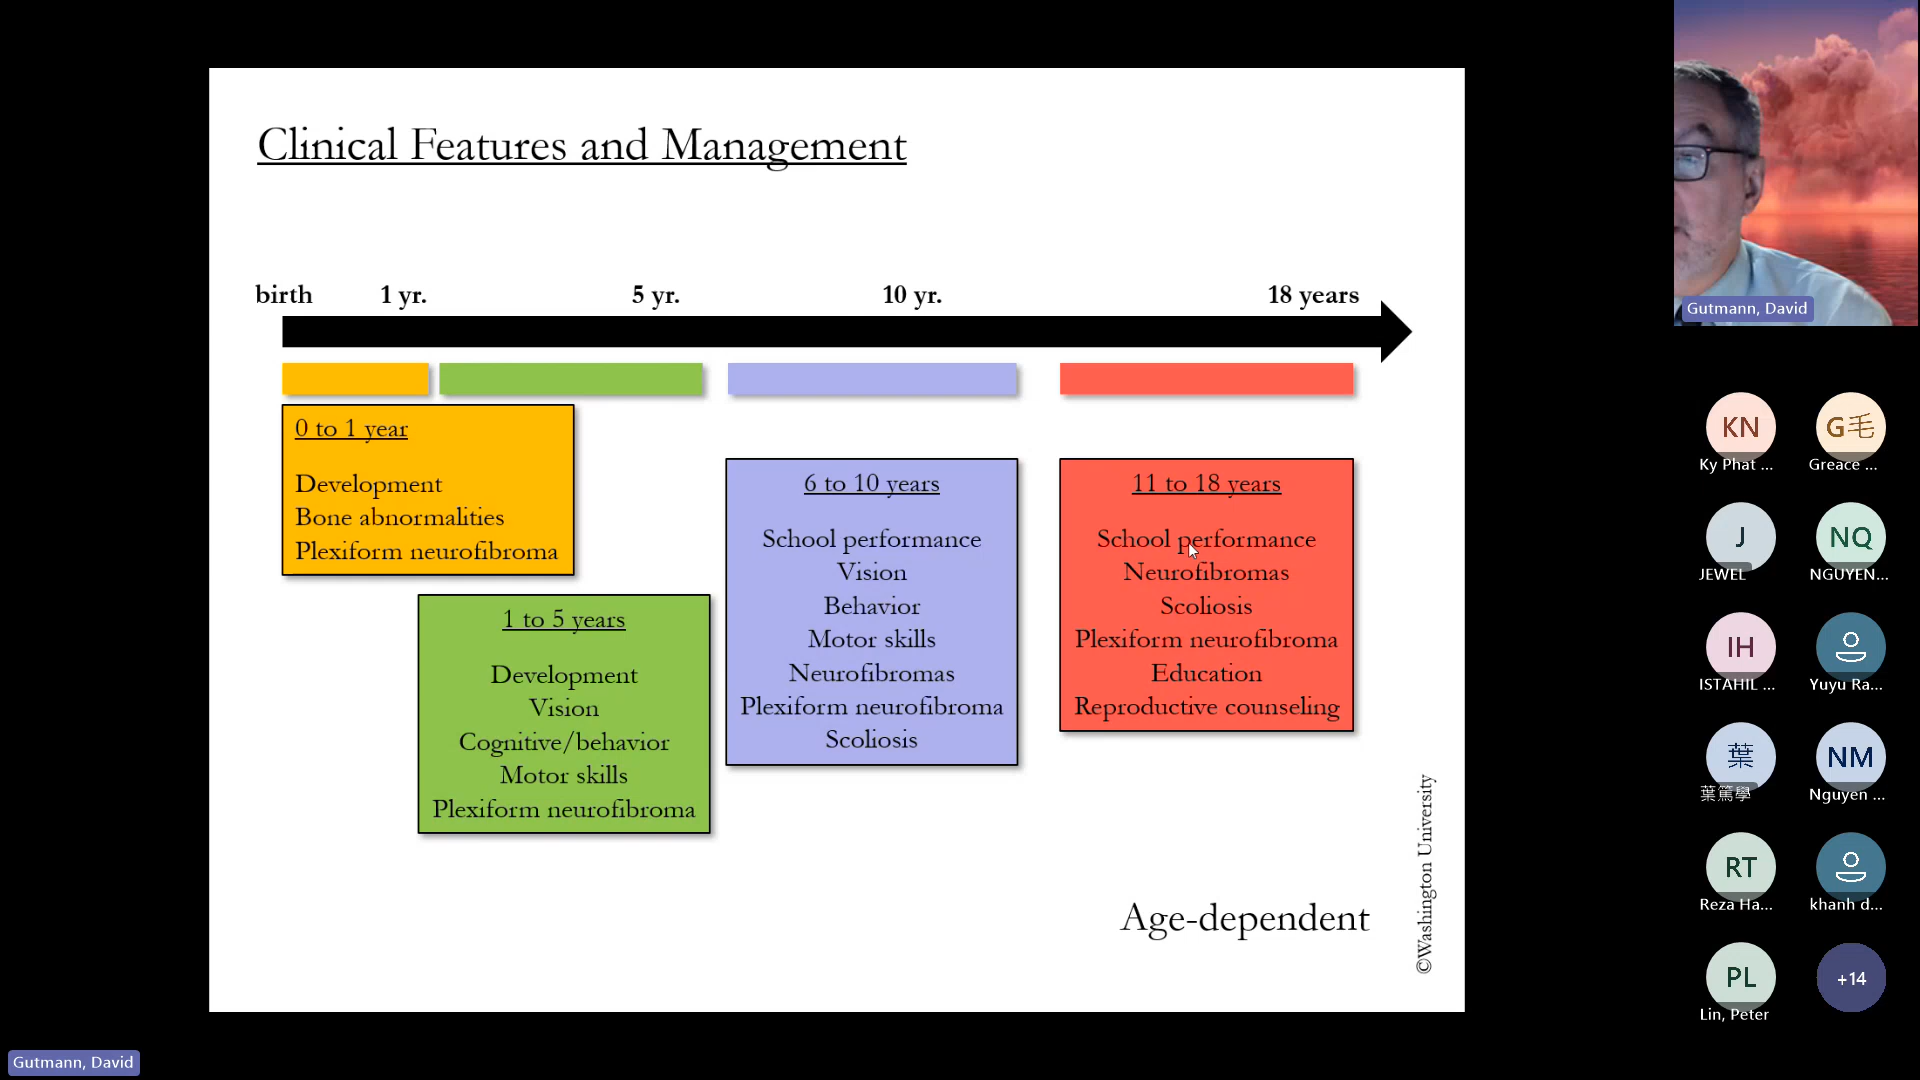 Clinical Features and Management
birth 1 yr. 5 yr. 10 yr. 18 years
0 to 1 year
Development
Bone abnormalities
Plexiform neurofibroma
1 to 5 years
Development
Vision
Cognitive/behavior
Motor skills
Plexiform neurofibroma
6 to 10 years
School performance
Vision
Behavior
Motor skills
Neurofibromas
Plexiform neurofibroma
Scoliosis
11 to 18 years
School performance
Neurofibromas
Scoliosis
Plexiform neurofibroma
Education
Reproductive counseling
Age-dependent
©Washington University
Gutmann, David
KN
Ky Phat ...
G毛
Greace ...
J
JEWEL
NQ
NGUYEN...
IH
ISTAHIL ...
Yuyu Ra...
葉
葉篤學
NM
Nguyen ...
RT
Reza Ha...
khanh d...
PL
Lin, Peter
+14
Gutmann, David